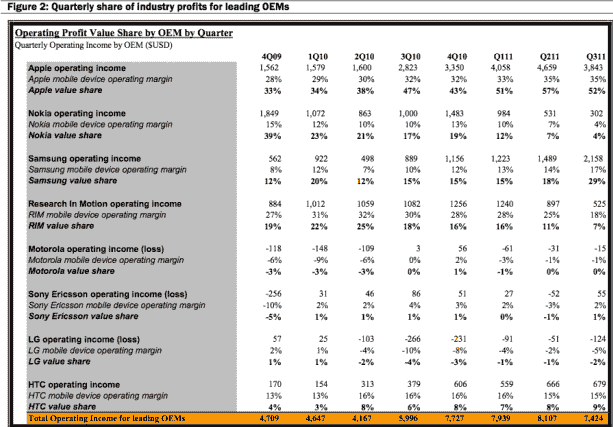 Figure 2: Quarterly share of industry profits for leading OEMs
Operating Profit Value Share by OEM by Quarter
Quarterly Operating Income by OEM ($USD)
4Q09 1Q10 2Q10 3Q10 4Q10 Q111 Q211 Q311
Apple operating income 1,562 1,579 1,600 2,823 3,350 4,058 4,659 3,843
Apple mobile device operating margin 28% 29% 30% 32% 32% 33% 35% 35%
Apple value share 33% 34% 38% 47% 43% 51% 57% 52%
Nokia operating income 1,849 1,072 863 1,000 1,483 984 531 302
Nokia mobile device operating margin 15% 12% 10% 10% 13% 10% 7% 4%
Nokia value share 39% 23% 21% 17% 19% 12% 7% 4%
Samsung operating income 562 922 498 889 1,156 1,223 1,489 2,158
Samsung mobile device operating margin 8% 12% 7% 10% 12% 13% 14% 17%
Samsung value share 12% 20% 12% 15% 15% 15% 18% 29%
Research In Motion operating income 884 1,012 1059 1082 1256 1240 897 525
RIM mobile device operating margin 27% 31% 32% 30% 28% 28% 25% 18%
RIM value share 19% 22% 25% 18% 16% 16% 11% 7%
Motorola operating income (loss) -118 -148 -109 3 56 -61 -31 -15
Motorola mobile device operating margin -6% -9% -6% 0% 2% -3% -1% -1%
Motorola value share -3% -3% -3% 0% 1% -1% 0% 0%
Sony Ericsson operating income (loss) -256 31 46 86 51 27 -52 55
Sony Ericsson mobile device operating margin -10% 2% 2% 4% 3% 2% -3% 2%
Sony Ericsson value share -5% 1% 1% 1% 1% 0% -1% 1%
LG operating income (loss) 57 25 -103 -266 -231 -91 -51 -124
LG mobile device operating margin 2% 1% -4% -10% -8% -4% -2% -5%
LG value share 1% 1% -2% -4% -3% -1% -1% -2%
HTC operating income 170 154 313 379 606 559 666 679
HTC mobile device operating margin 13% 13% 16% 16% 16% 16% 15% 15%
HTC value share 4% 3% 8% 6% 8% 7% 8% 9%
Total Operating Income for leading OEMs 4,709 4,647 4,167 5,996 7,727 7,939 8,107 7,424